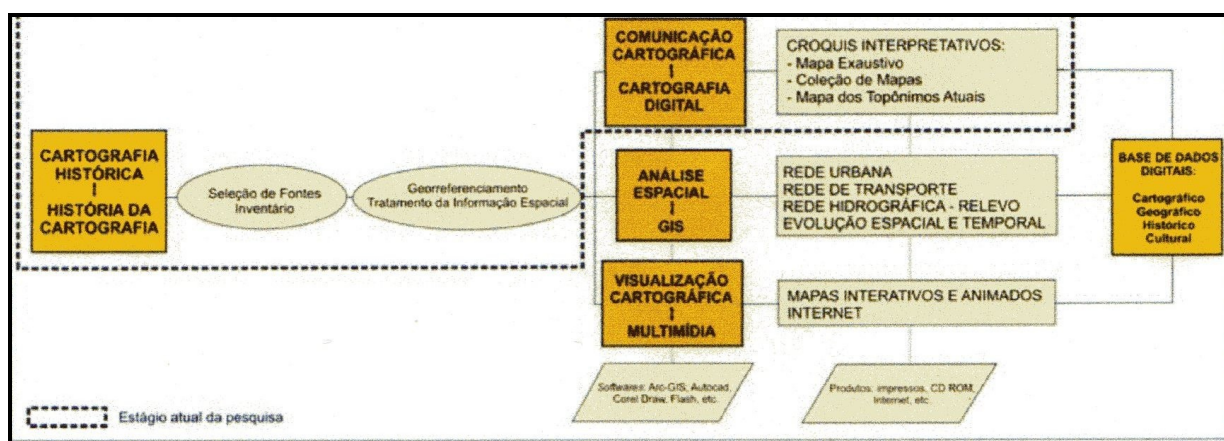 CARTOGRAFIA
HISTÓRICA
HISTÓRIA DA
CARTOGRAFIA
Seleção de Fontes
Inventário
Georreferenciamento
Tratamento da Informação Espacial
COMUNICAÇÃO
CARTOGRÁFICA
CARTOGRAFIA
DIGITAL
CROQUIS INTERPRETATIVOS:
- Mapa Exaustivo
- Coleção de Mapas
- Mapa dos Topônimos Atuais
ANÁLISE
ESPACIAL
GIS
REDE URBANA
REDE DE TRANSPORTE
REDE HIDROGRÁFICA - RELEVO
EVOLUÇÃO ESPACIAL E TEMPORAL
VISUALIZAÇÃO
CARTOGRÁFICA
MULTIMÍDIA
MAPAS INTERATIVOS E ANIMADOS
INTERNET
BASE DE DADOS
DIGITAIS:
Cartográfico
Geográfico
Histórico
Cultural
Softwares: Arc-GIS, Autocad,
Corel Draw, Flash, etc.
Produtos: impressos, CD ROM,
Internet, etc.
Estágio atual da pesquisa